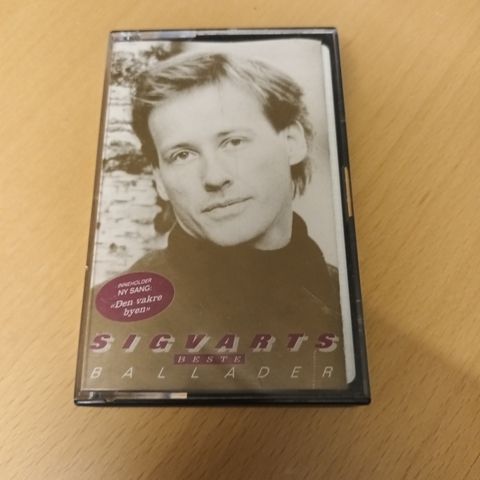 INNEHOLDER
NY SANG:
«Den vakre
byen»
SIGVARTS
BESTE
BALLADER